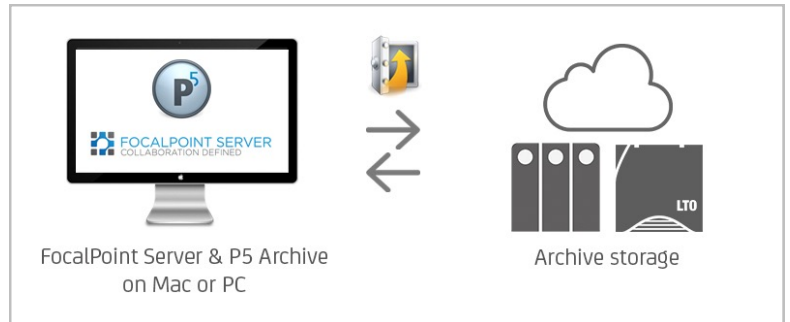 P5
FOCALPOINT SERVER
COLLABORATION DEFINED
LTO
FocalPoint Server & P5 Archive
on Mac or PC
Archive storage